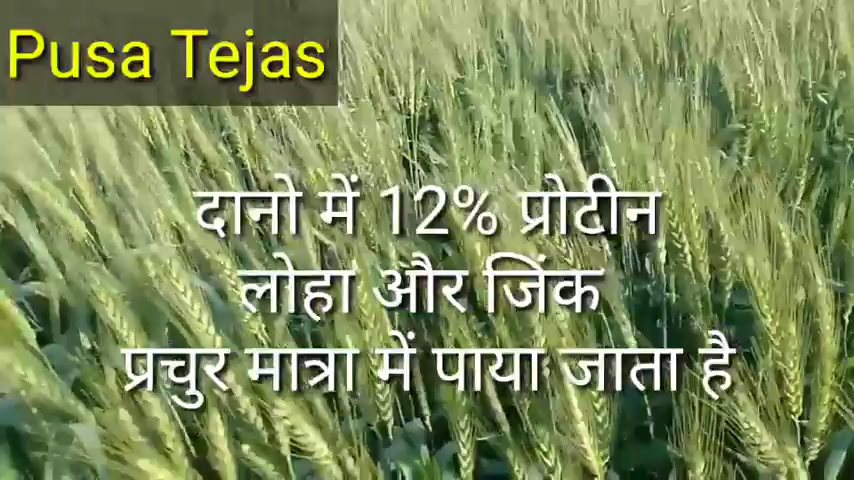 Pusa Tejas
दानो में 12% प्रोटीन
लोहा और जिंक
प्रचुर मात्रा में पाया जाता है